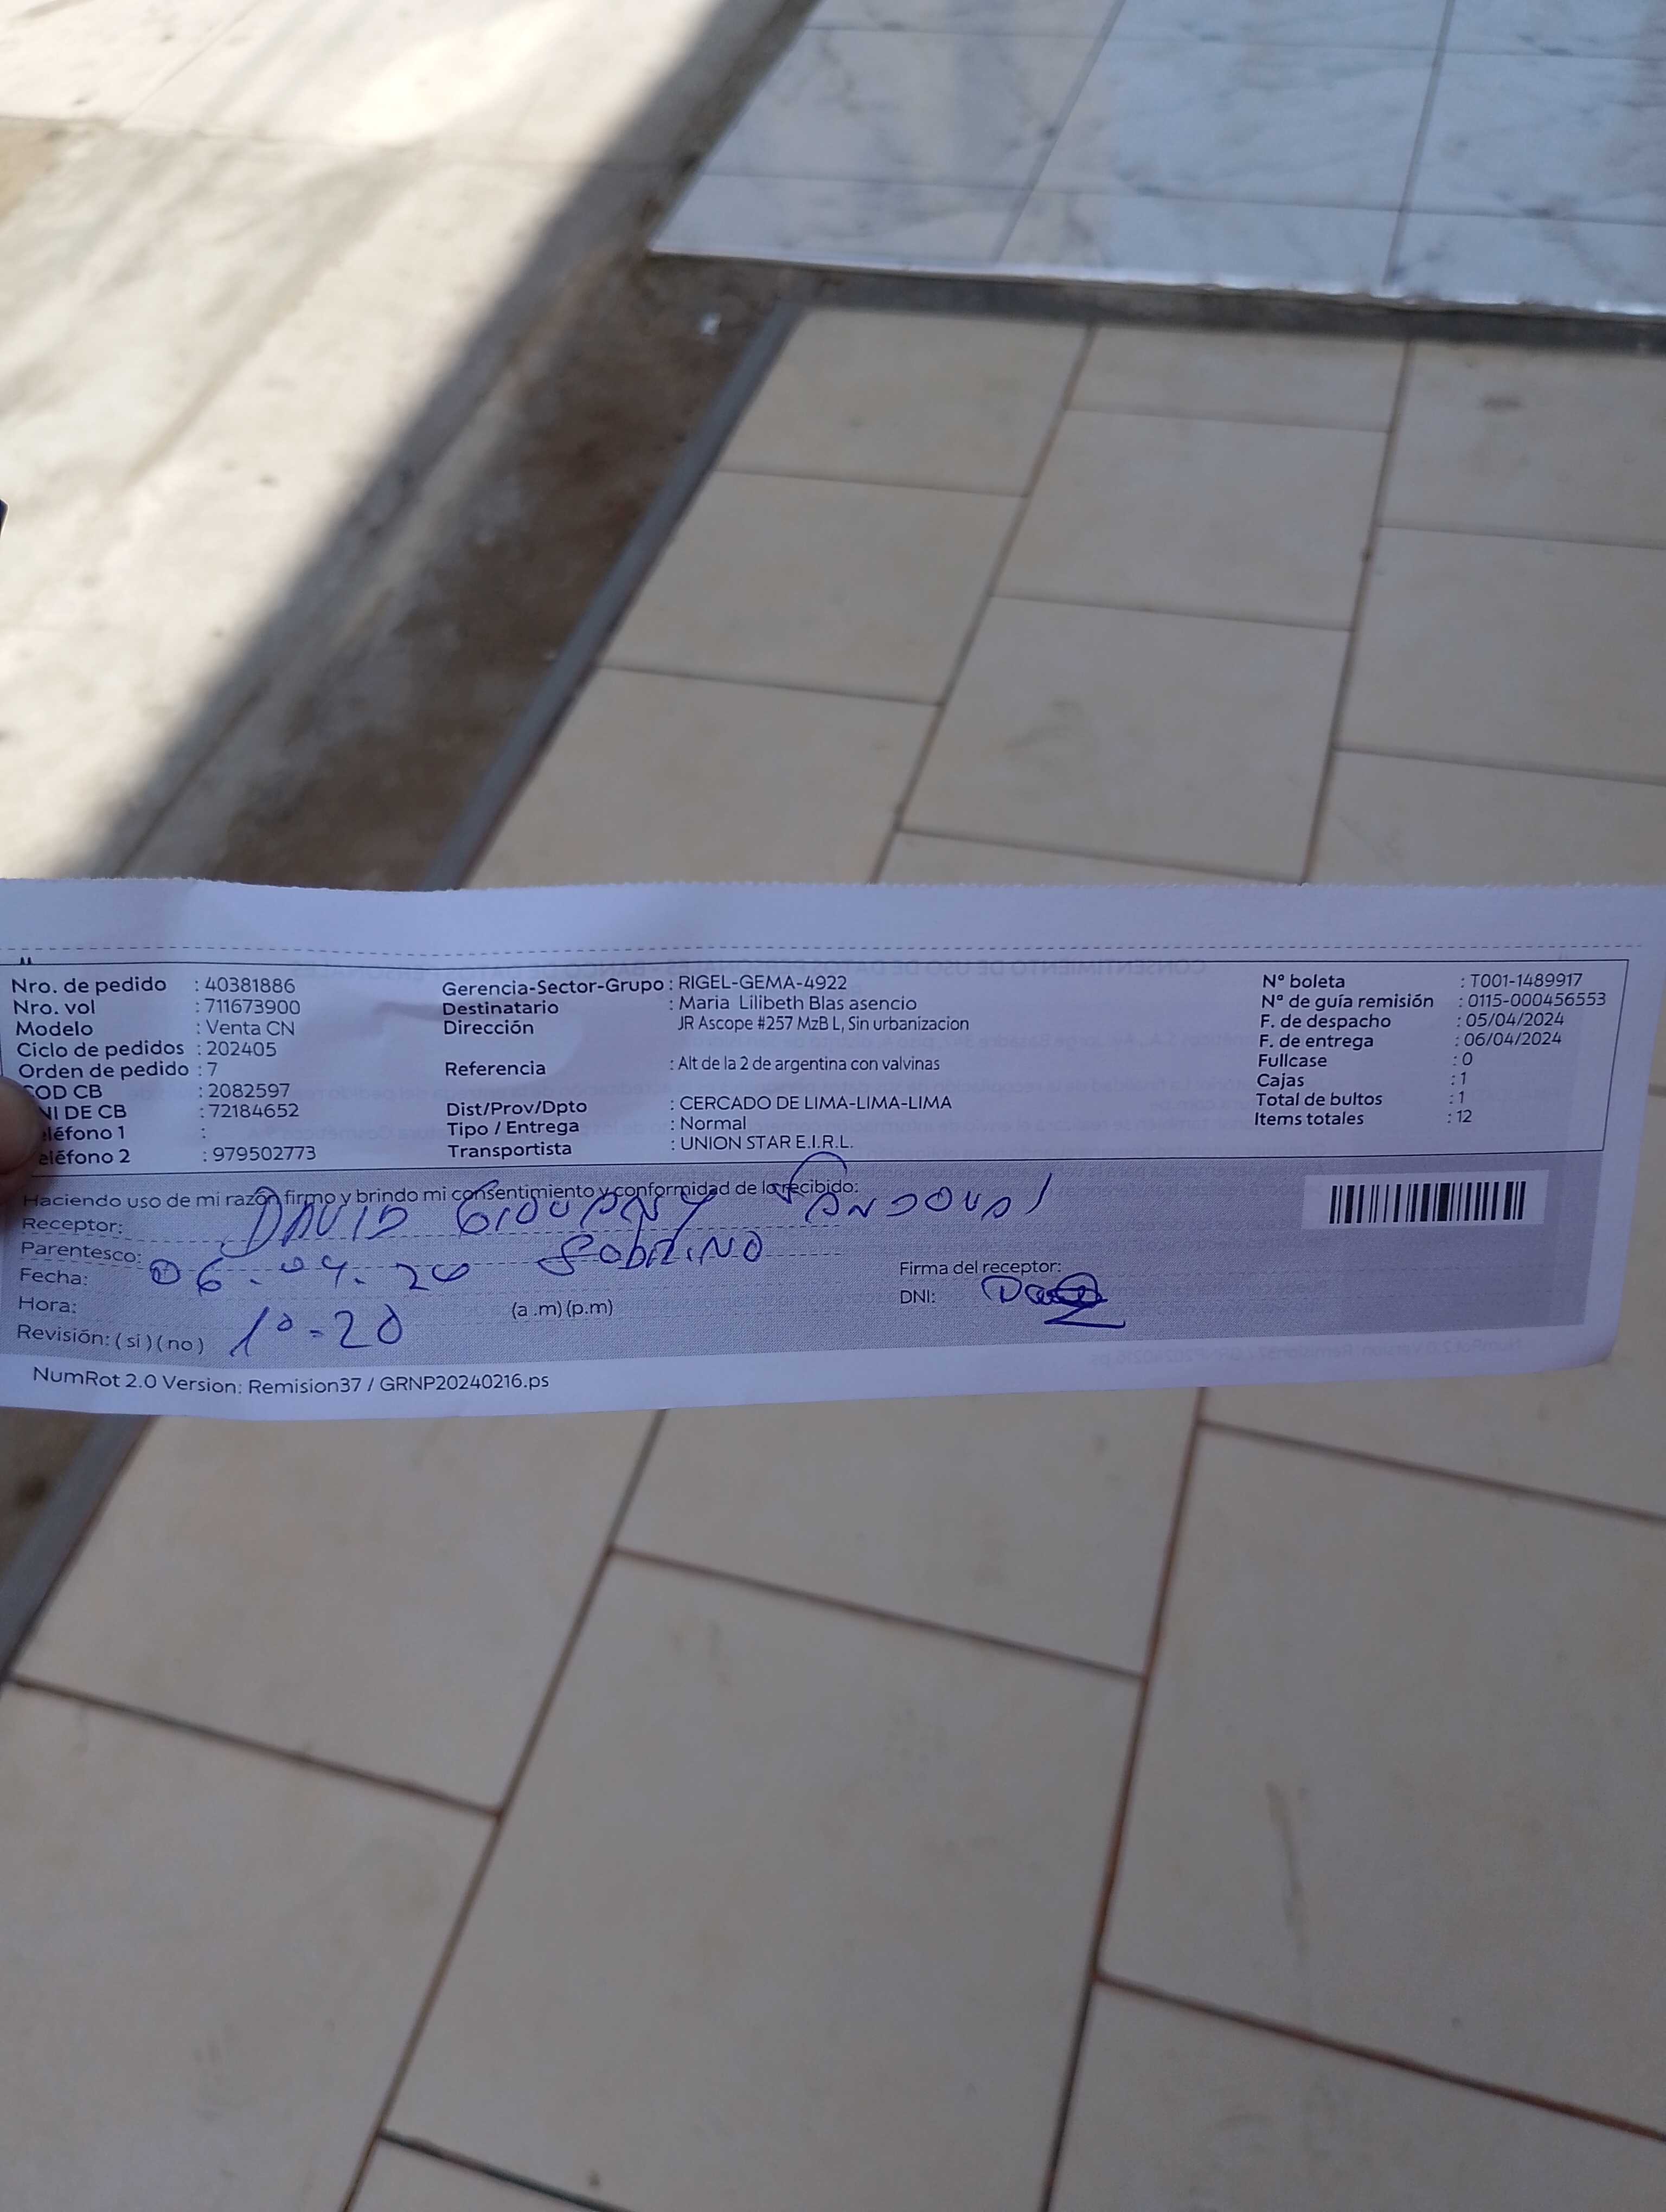 Nro. de pedido : 40381886
Nro. vol : 711673900
Modelo : Venta CN
Ciclo de pedidos : 202405
Orden de pedido : 7
COD CB : 2082597
NI DE CB : 72184652
eléfono 1 :
eléfono 2 : 979502773
Gerencia-Sector-Grupo : RIGEL-GEMA-4922
Destinatario : Maria Lilibeth Blas asencio
Dirección JR Ascope #257 MzB L, Sin urbanizacion
Referencia : Alt de la 2 de argentina con valvinas
Dist/Prov/Dpto : CERCADO DE LIMA-LIMA-LIMA
Tipo / Entrega : Normal
Transportista : UNION STAR E.I.R.L.
N° boleta : T001-1489917
N° de guía remisión : 0115-000456553
F. de despacho : 05/04/2024
F. de entrega : 06/04/2024
Fullcase : 0
Cajas : 1
Total de bultos : 1
Items totales : 12
Haciendo uso de mi razón firmo y brindo mi consentimiento y conformidad de lo recibido:
Receptor: DAVID GIOVANY SANDOVAL
Parentesco: SOBRINO
Fecha: 06-04-20
Hora: (a .m) (p.m)
Revisión: ( si ) ( no ) 10-20
Firma del receptor:
DNI:
NumRot 2.0 Version: Remision37 / GRNP20240216.ps